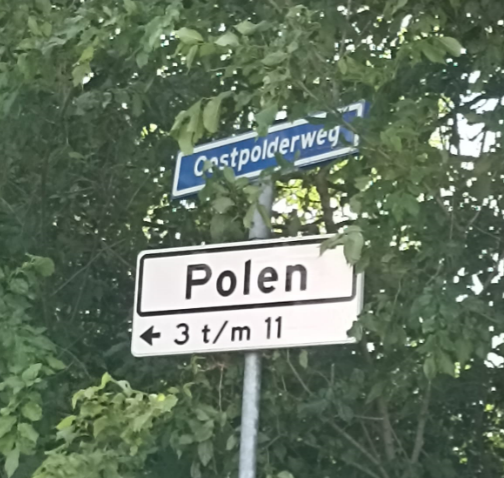 Oostpolderweg
Polen
← 3 t/m 11